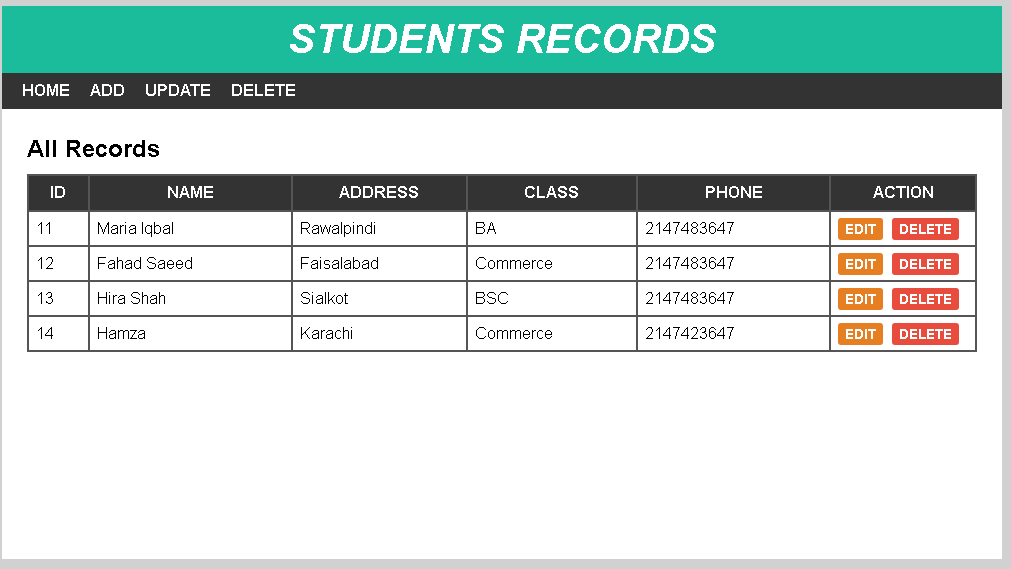 STUDENTS RECORDS
HOME ADD UPDATE DELETE
All Records
ID NAME ADDRESS CLASS PHONE ACTION
11 Maria Iqbal Rawalpindi BA 2147483647 EDIT DELETE
12 Fahad Saeed Faisalabad Commerce 2147483647 EDIT DELETE
13 Hira Shah Sialkot BSC 2147483647 EDIT DELETE
14 Hamza Karachi Commerce 2147423647 EDIT DELETE